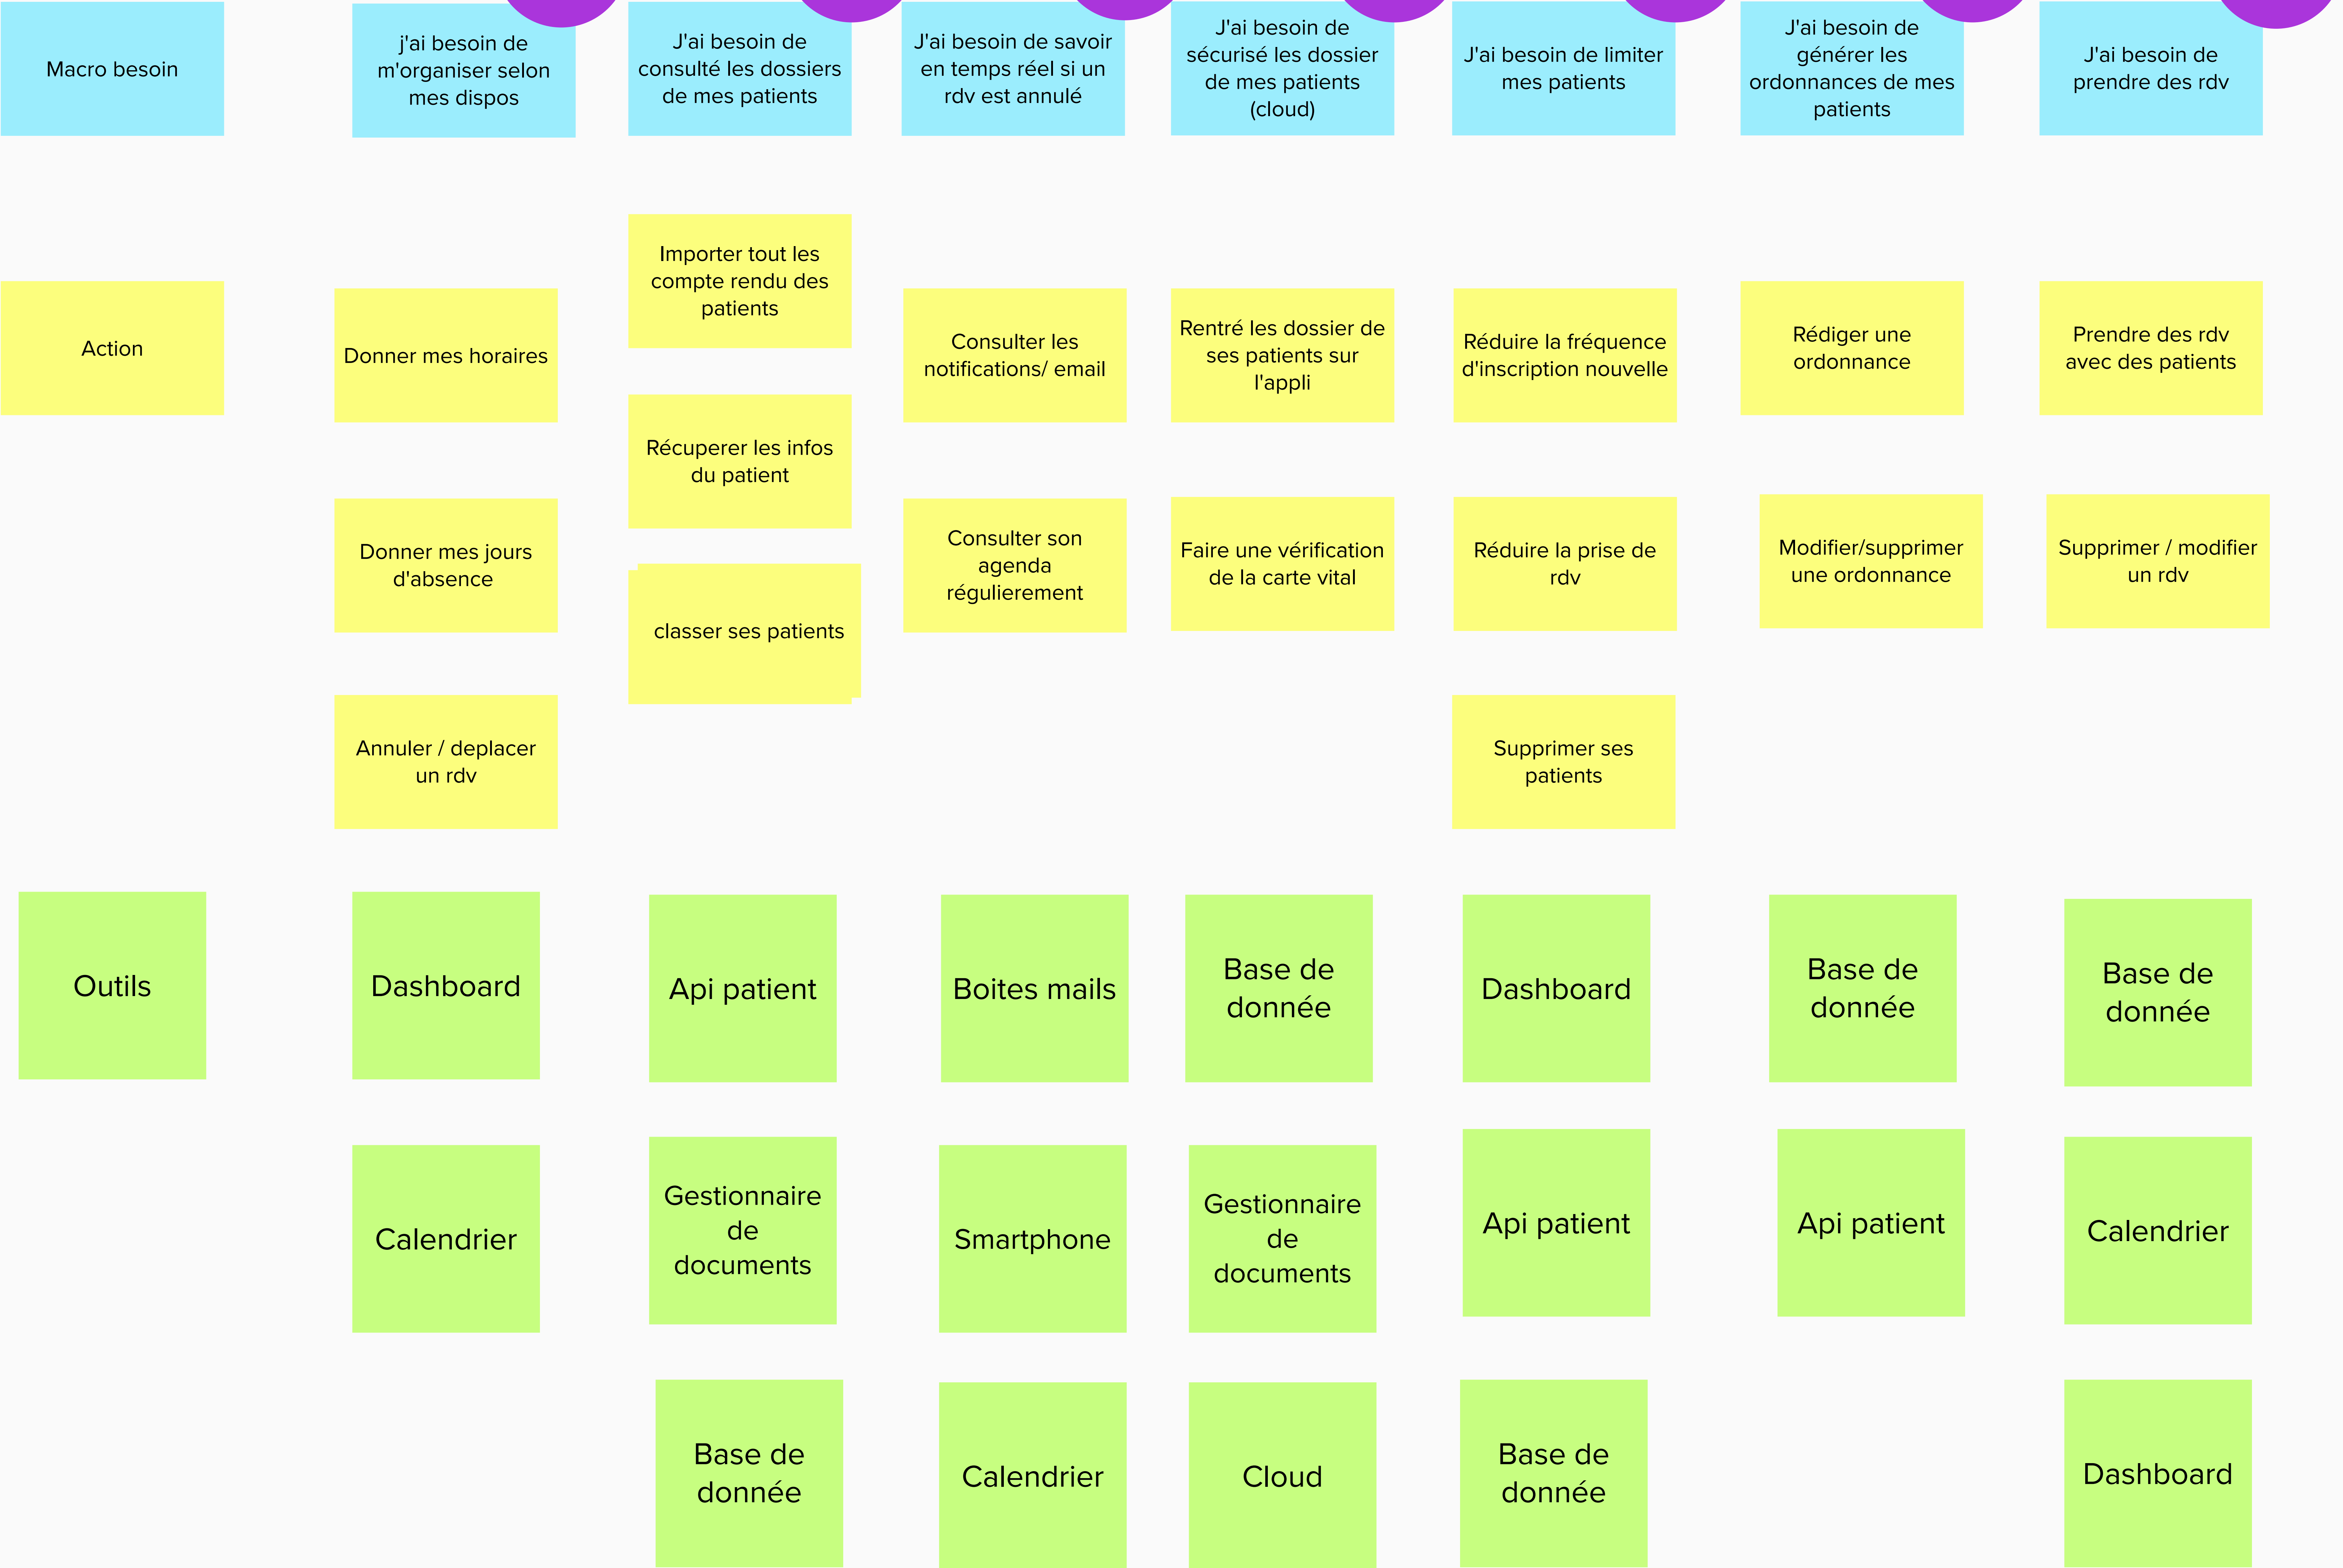 Macro besoin
j'ai besoin de
m'organiser selon
mes dispos
J'ai besoin de
consulté les dossiers
de mes patients
J'ai besoin de savoir
en temps réel si un
rdv est annulé
J'ai besoin de
sécurisé les dossier
de mes patients
(cloud)
J'ai besoin de limiter
mes patients
J'ai besoin de
générer les
ordonnances de mes
patients
J'ai besoin de
prendre des rdv
Action
Donner mes horaires
Importer tout les
compte rendu des
patients
Consulter les
notifications/ email
Rentré les dossier de
ses patients sur
l'appli
Réduire la fréquence
d'inscription nouvelle
Rédiger une
ordonnance
Prendre des rdv
avec des patients
Récuperer les infos
du patient
Donner mes jours
d'absence
Consulter son
agenda
régulierement
Faire une vérification
de la carte vital
Réduire la prise de
rdv
Modifier/supprimer
une ordonnance
Supprimer / modifier
un rdv
classer ses patients
Annuler / deplacer
un rdv
Supprimer ses
patients
Outils
Dashboard
Api patient
Boites mails
Base de
donnée
Dashboard
Base de
donnée
Base de
donnée
Calendrier
Gestionnaire
de
documents
Smartphone
Gestionnaire
de
documents
Api patient
Api patient
Calendrier
Base de
donnée
Calendrier
Cloud
Base de
donnée
Dashboard